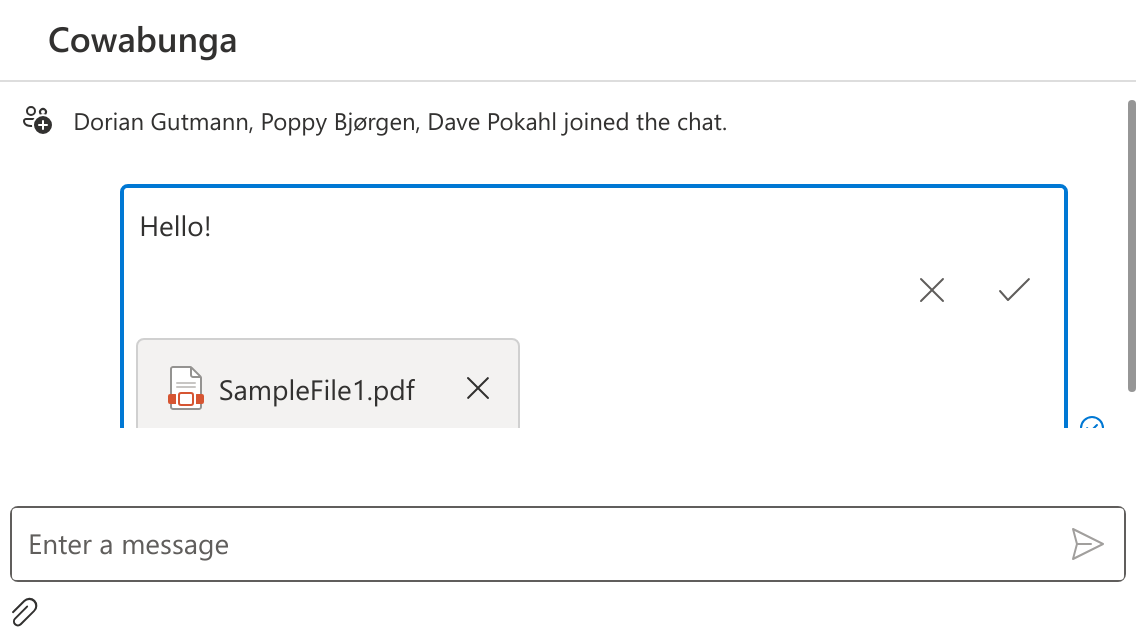 Cowabunga
Dorian Gutmann, Poppy Bjørgen, Dave Pokahl joined the chat.
Hello!
SampleFile1.pdf
Enter a message